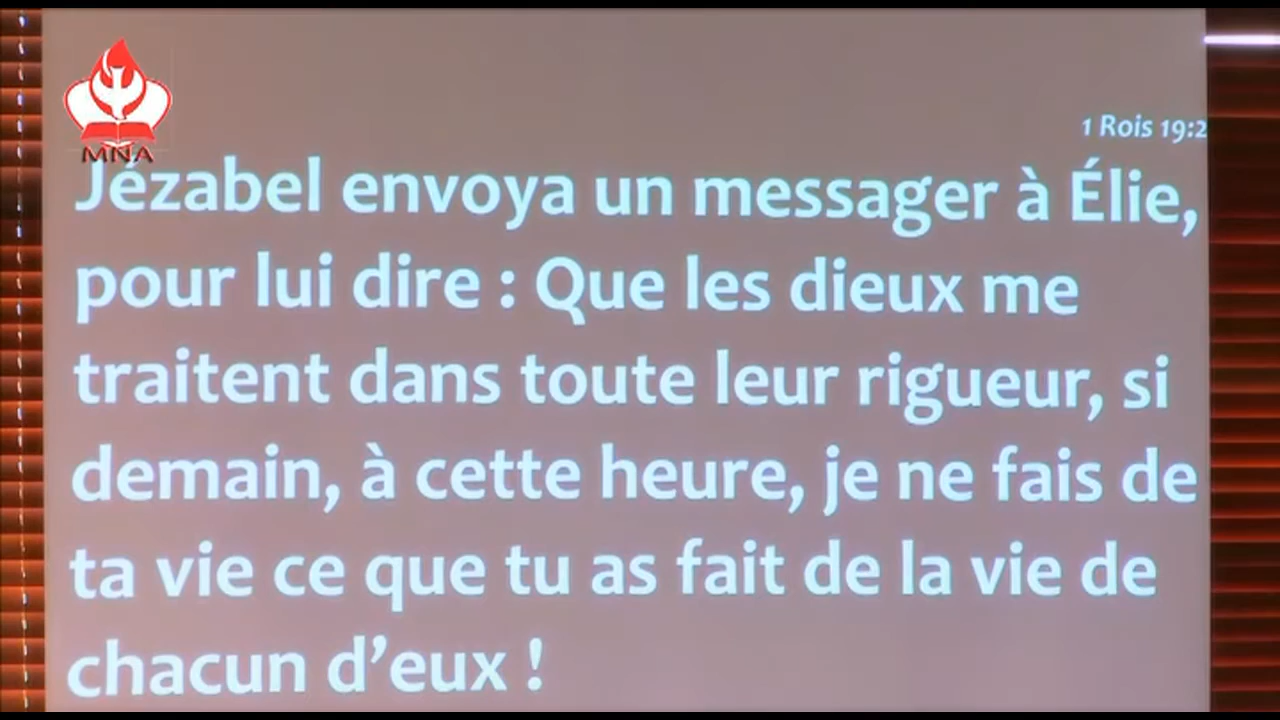 MNA
1 Rois 19:2
Jézabel envoya un messager à Élie,
pour lui dire : Que les dieux me
traitent dans toute leur rigueur, si
demain, à cette heure, je ne fais de
ta vie ce que tu as fait de la vie de
chacun d’eux !